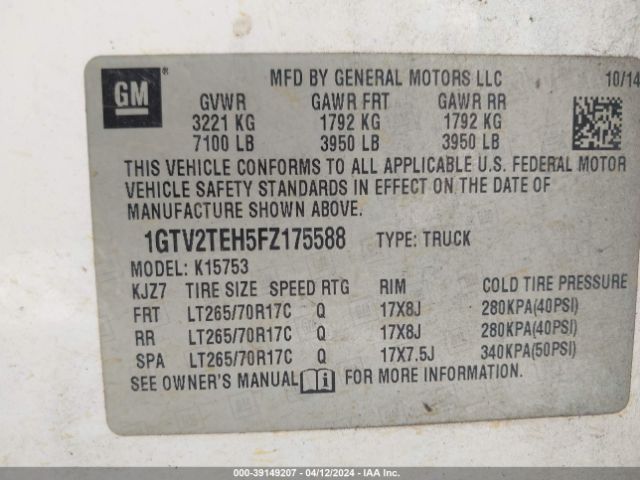 GM ® MFD BY GENERAL MOTORS LLC 10/14
GVWR GAWR FRT GAWR RR
3221 KG 1792 KG 1792 KG
7100 LB 3950 LB 3950 LB
THIS VEHICLE CONFORMS TO ALL APPLICABLE U.S. FEDERAL MOTOR
VEHICLE SAFETY STANDARDS IN EFFECT ON THE DATE OF
MANUFACTURE SHOWN ABOVE.
1GTV2TEH5FZ175588 TYPE: TRUCK
MODEL: K15753
KJZ7 TIRE SIZE SPEED RTG RIM COLD TIRE PRESSURE
FRT LT265/70R17C Q 17X8J 280KPA(40PSI)
RR LT265/70R17C Q 17X8J 280KPA(40PSI)
SPA LT265/70R17C Q 17X7.5J 340KPA(50PSI)
SEE OWNER'S MANUAL i FOR MORE INFORMATION.
000-39149207 - 04/12/2024 - IAA Inc.